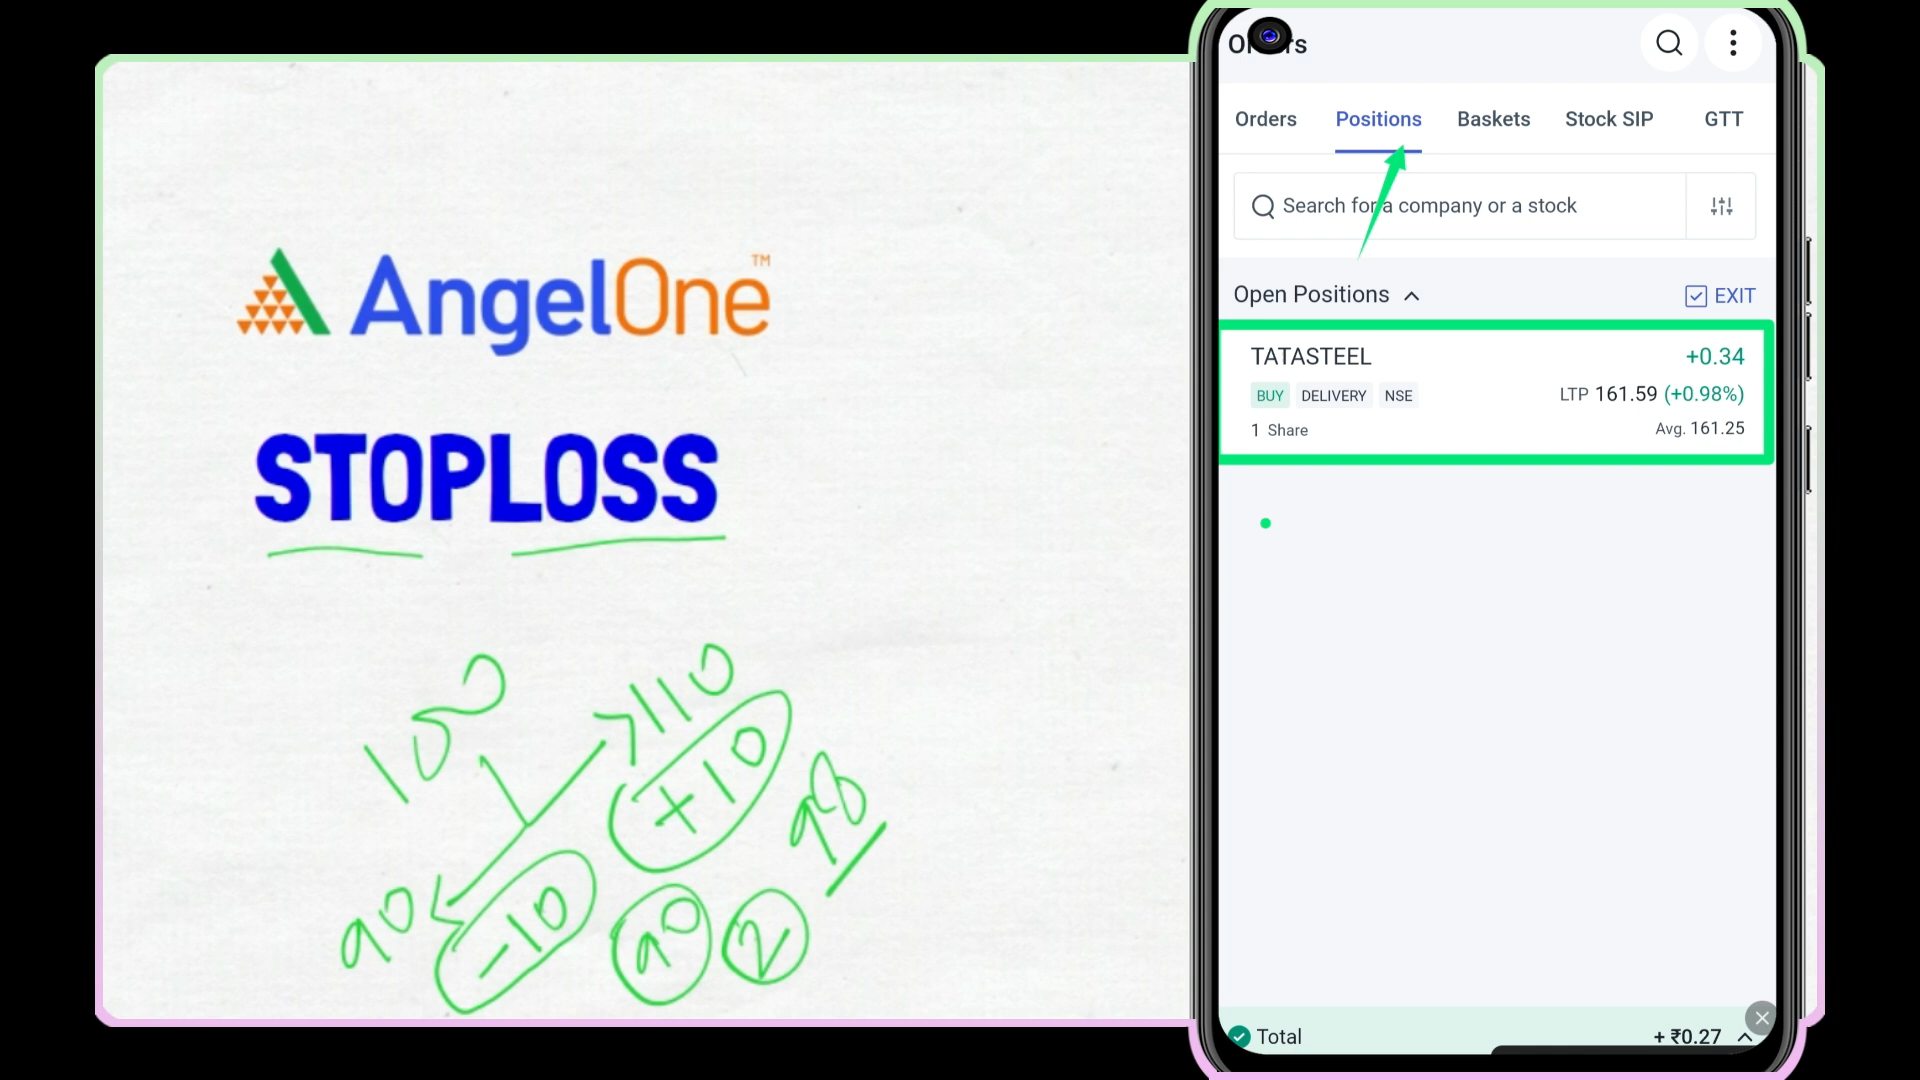 AngelOne™
STOPLOSS
100
>110
+10
90
-10
90
2
98
Orders
Orders Positions Baskets Stock SIP GTT
Search for a company or a stock
Open Positions EXIT
TATASTEEL +0.34
BUY DELIVERY NSE LTP 161.59 (+0.98%)
1 Share Avg. 161.25
Total + ₹0.27